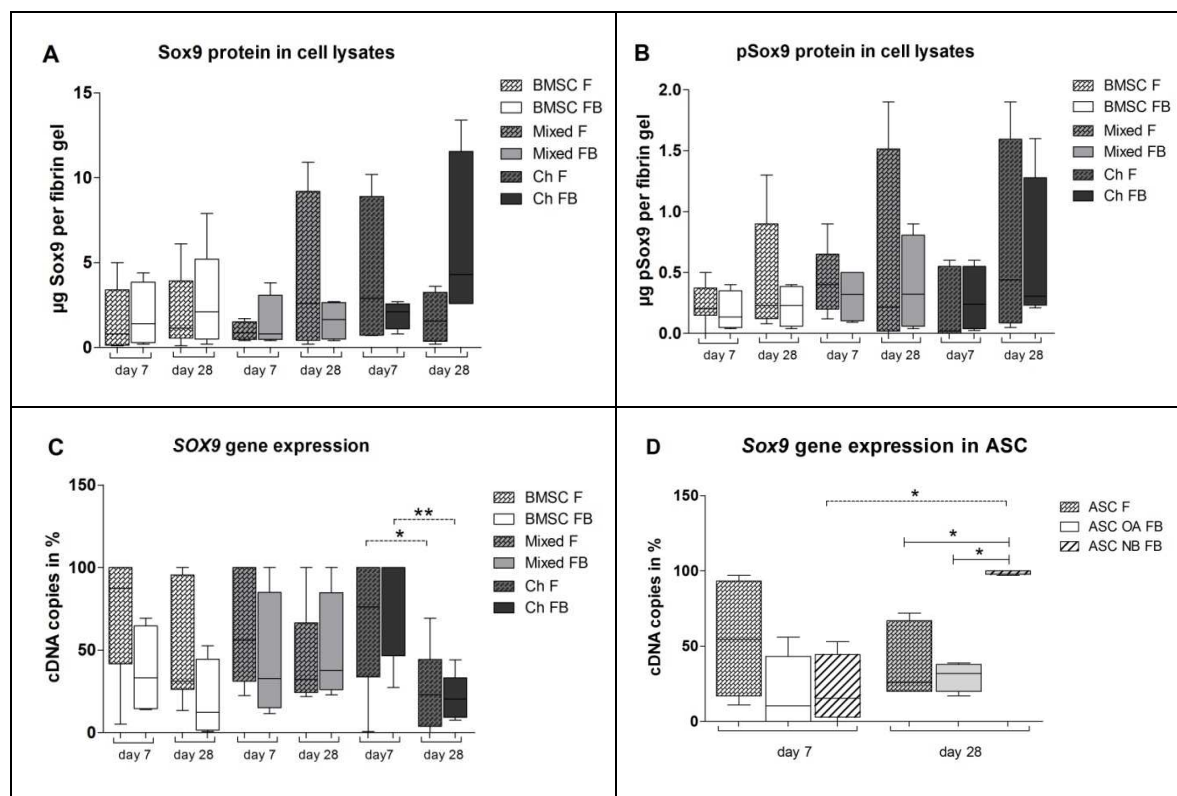 A
Sox9 protein in cell lysates
µg Sox9 per fibrin gel
15
10
5
0
day 7
day 28
day 7
day 28
day7
day 28
BMSC F
BMSC FB
Mixed F
Mixed FB
Ch F
Ch FB
B
pSox9 protein in cell lysates
µg pSox9 per fibrin gel
2.0
1.5
1.0
0.5
0.0
day 7
day 28
day 7
day 28
day7
day 28
BMSC F
BMSC FB
Mixed F
Mixed FB
Ch F
Ch FB
C
SOX9 gene expression
cDNA copies in %
150
100
50
0
**
*
day 7
day 28
day 7
day 28
day7
day 28
BMSC F
BMSC FB
Mixed F
Mixed FB
Ch F
Ch FB
D
Sox9 gene expression in ASC
cDNA copies in %
150
100
50
0
*
*
*
day 7
day 28
ASC F
ASC OA FB
ASC NB FB